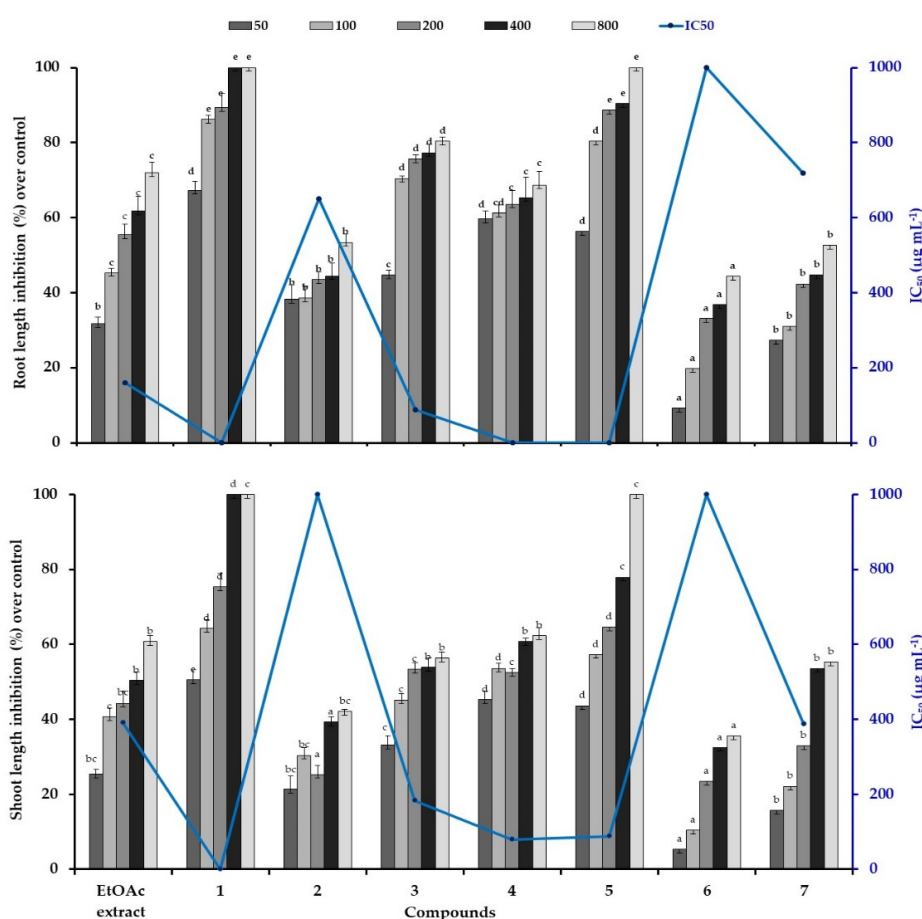 50 100 200 400 800 IC50
Root length inhibition (%) over control
100
80
60
40
20
0
b c c c c
d e e e e
b b b b b
c d d d d
d cd c c c
d d e e e
a a a a a
b b b b b
1000
800
600
400
200
0
IC₅₀ (µg mL⁻¹)
Shoot length inhibition (%) over control
100
80
60
40
20
0
bc c bc b b
e d d d c
bc bc a a bc
c c c b b
d d c b b
d c c c c
a a a a a
b b b b b
1000
800
600
400
200
0
IC₅₀ (µg mL⁻¹)
EtOAc extract 1 2 3 4 5 6 7
Compounds